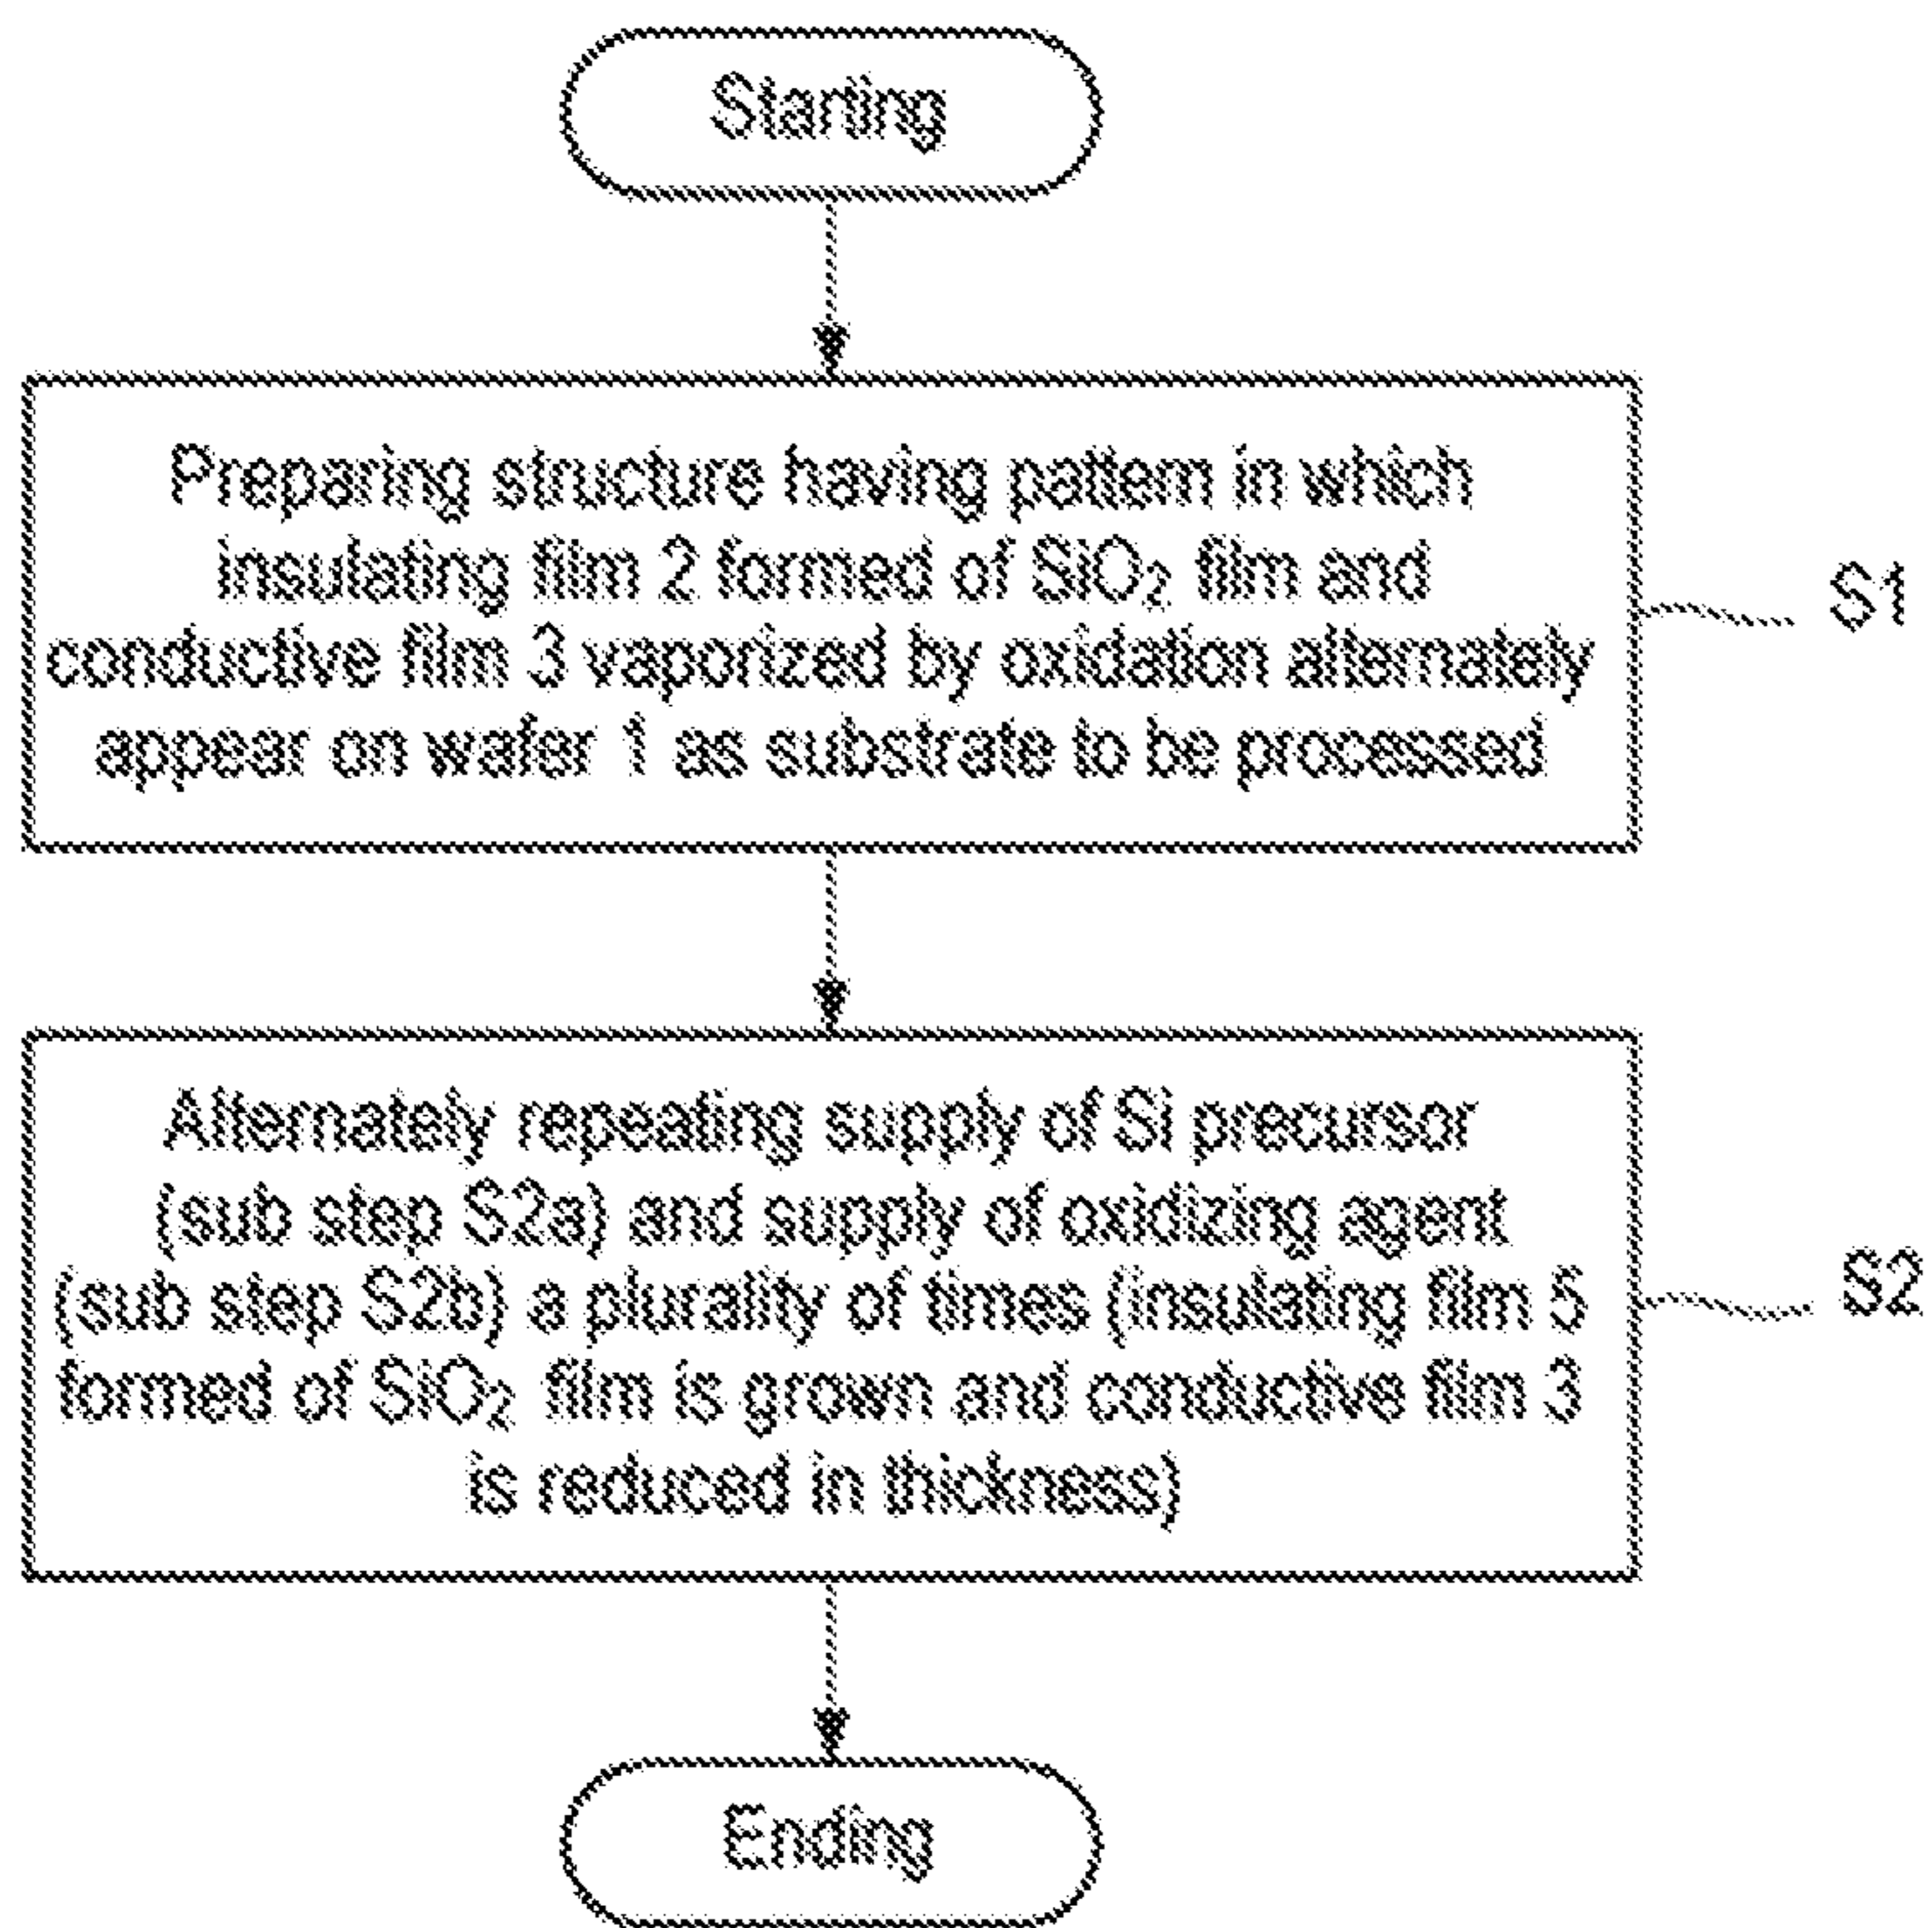 Starting
Preparing structure having pattern in which
insulating film 2 formed of SiO₂ film and
conductive film 3 vaporized by oxidation alternately
appear on wafer 1 as substrate to be processed
S1
Alternately repeating supply of Si precursor
(sub step S2a) and supply of oxidizing agent
(sub step S2b) a plurality of times (insulating film 5
formed of SiO₂ film is grown and conductive film 3
is reduced in thickness)
S2
Ending